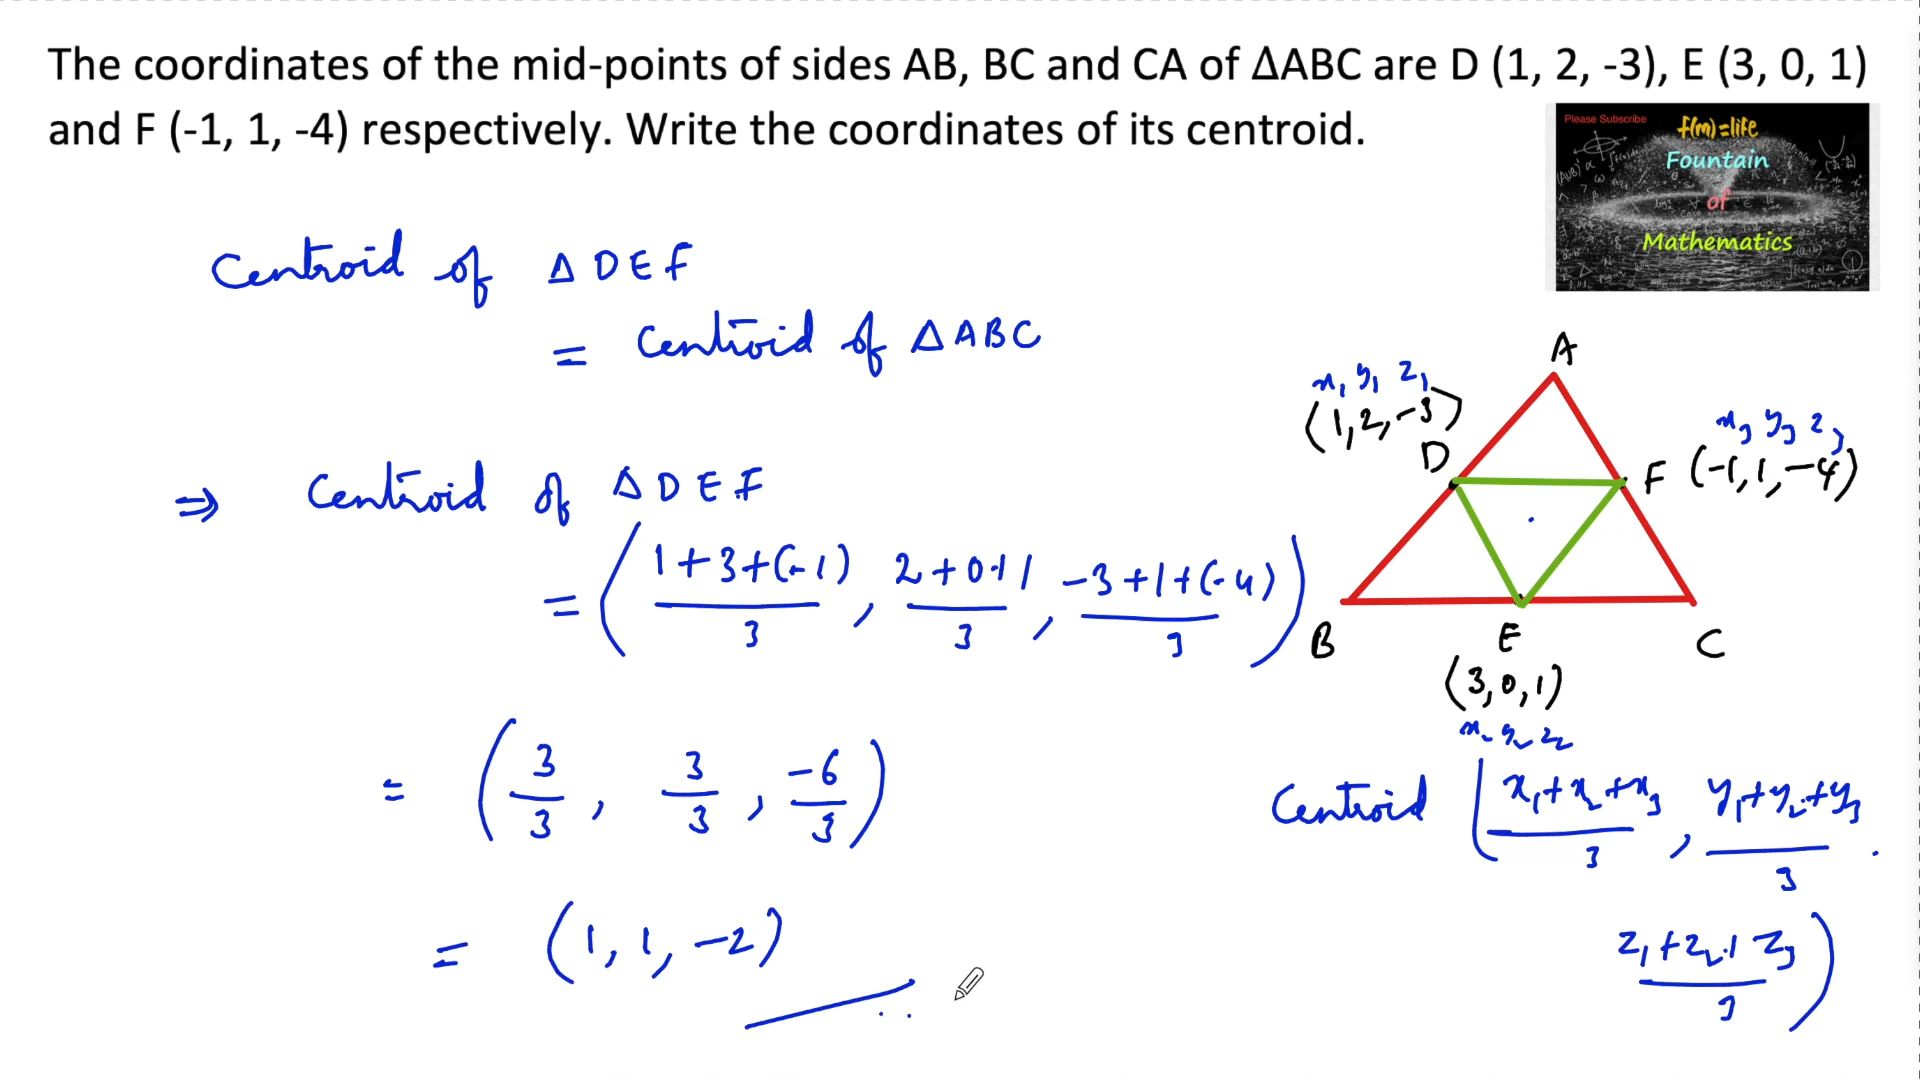 The coordinates of the mid-points of sides AB, BC and CA of ΔABC are D (1, 2, -3), E (3, 0, 1)
and F (-1, 1, -4) respectively. Write the coordinates of its centroid.
Please Subscribe
f(m)=life
Fountain
of
Mathematics
Centroid of Δ DEF
= Centroid of ΔABC
⇒ Centroid of Δ DEF
= ( 1+3+(-1) / 3 , 2+0+1 / 3 , -3+1+(-4) / 3 )
= ( 3/3 , 3/3 , -6/3 )
= (1, 1, -2)
A
x₁ y₁ z₁
(1, 2, -3)
D
x₃ y₃ z₃
F (-1, 1, -4)
B E C
(3, 0, 1)
x₂ y₂ z₂
Centroid ( x₁+x₂+x₃ / 3 , y₁+y₂+y₃ / 3 ,
z₁+z₂+z₃ / 3 )